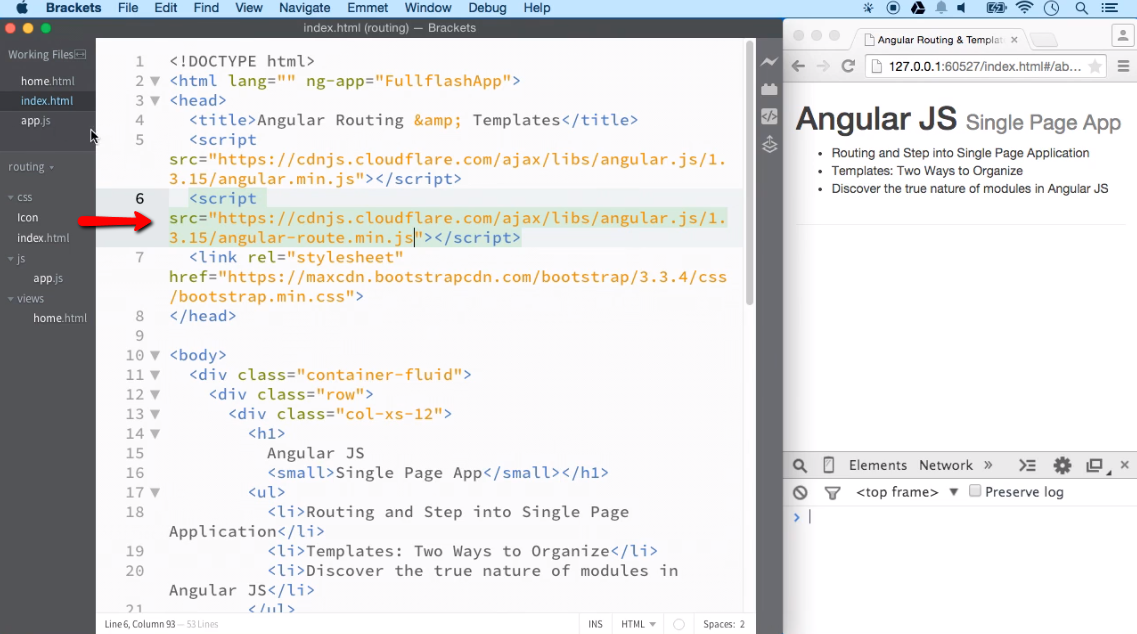 Brackets File Edit Find View Navigate Emmet Window Debug Help
index.html (routing) — Brackets
Working Files
home.html
index.html
app.js
routing
css
Icon
index.html
js
app.js
views
home.html
1 <!DOCTYPE html>
2 <html lang="" ng-app="FullflashApp">
3 <head>
4 <title>Angular Routing &amp; Templates</title>
5 <script
src="https://cdnjs.cloudflare.com/ajax/libs/angular.js/1.
3.15/angular.min.js"></script>
6 <script
src="https://cdnjs.cloudflare.com/ajax/libs/angular.js/1.
3.15/angular-route.min.js"></script>
7 <link rel="stylesheet"
href="https://maxcdn.bootstrapcdn.com/bootstrap/3.3.4/css
/bootstrap.min.css">
8 </head>
9
10 <body>
11 <div class="container-fluid">
12 <div class="row">
13 <div class="col-xs-12">
14 <h1>
15 Angular JS
16 <small>Single Page App</small></h1>
17 <ul>
18 <li>Routing and Step into Single Page
Application</li>
19 <li>Templates: Two Ways to Organize</li>
20 <li>Discover the true nature of modules in
Angular JS</li>
21 </ul>
Line 6, Column 93 — 53 Lines
INS HTML Spaces: 2
Angular Routing & Templat
127.0.0.1:60527/index.html#/ab...
Angular JS Single Page App
Routing and Step into Single Page Application
Templates: Two Ways to Organize
Discover the true nature of modules in Angular JS
Elements Network »
<top frame> Preserve log